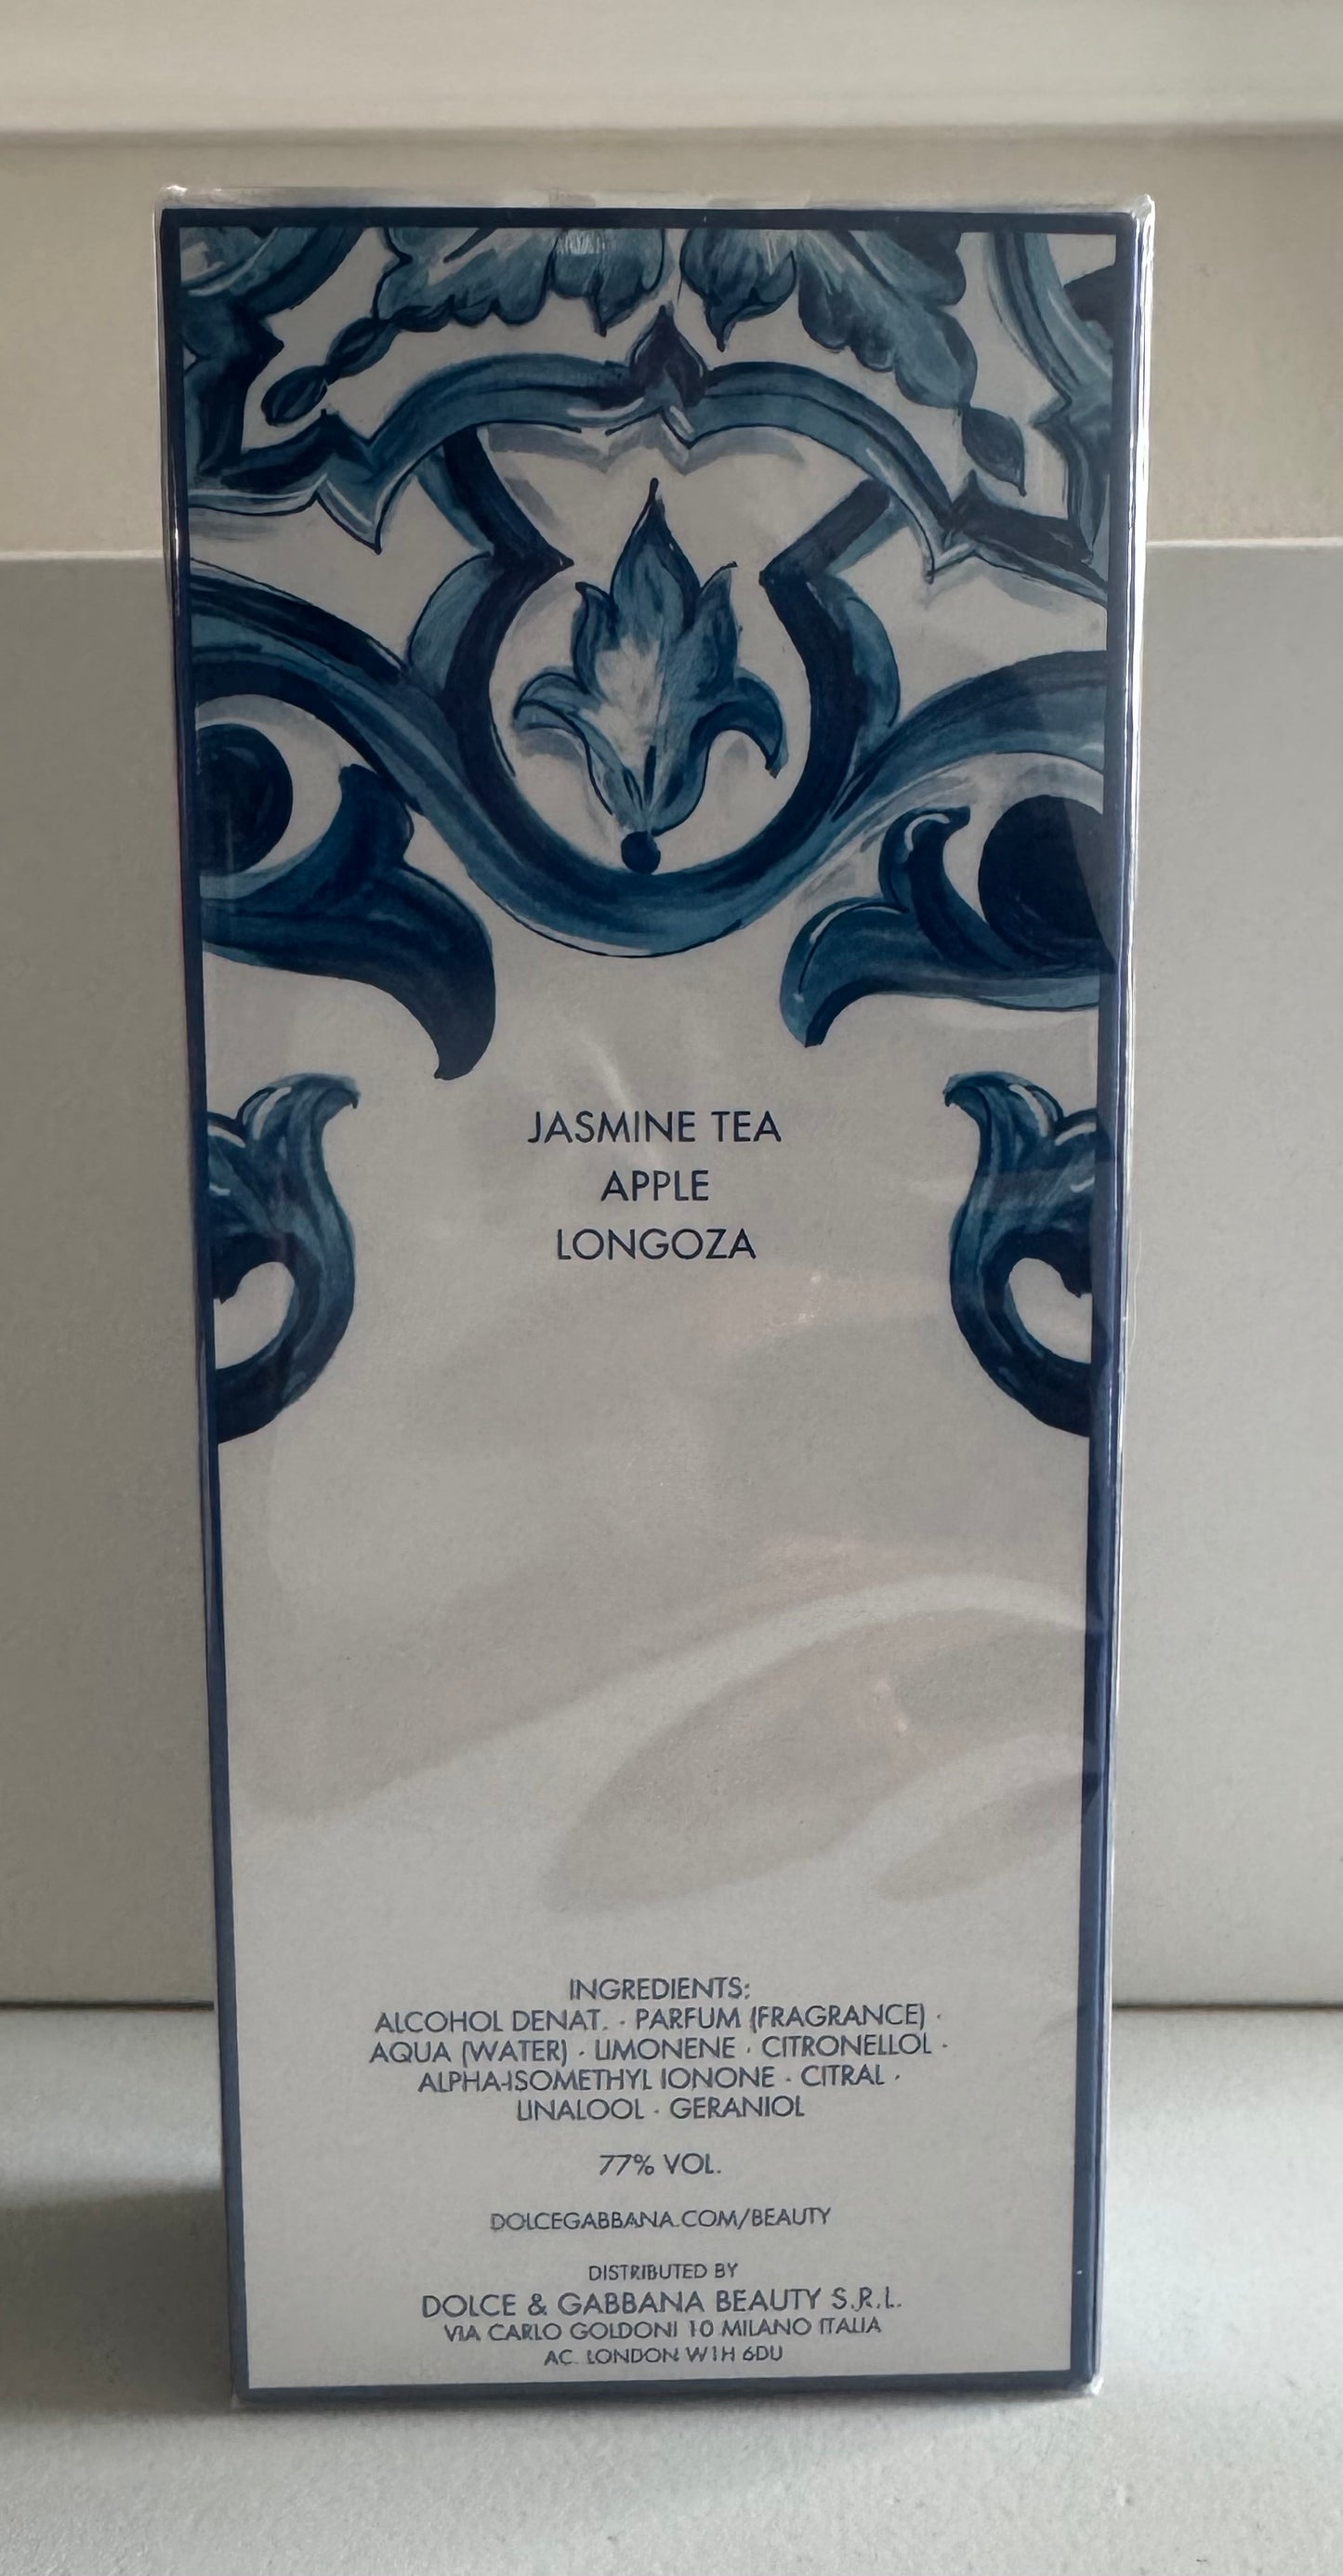 JASMINE TEA
APPLE
LONGOZA
INGREDIENTS:
ALCOHOL DENAT. · PARFUM (FRAGRANCE) ·
AQUA (WATER) · LIMONENE · CITRONELLOL ·
ALPHA-ISOMETHYL IONONE · CITRAL ·
LINALOOL · GERANIOL
77% VOL.
DOLCEGABBANA.COM/BEAUTY
DISTRIBUTED BY
DOLCE & GABBANA BEAUTY S.R.L.
VIA CARLO GOLDONI 10 MILANO ITALIA
AC. LONDON W1H 6DU